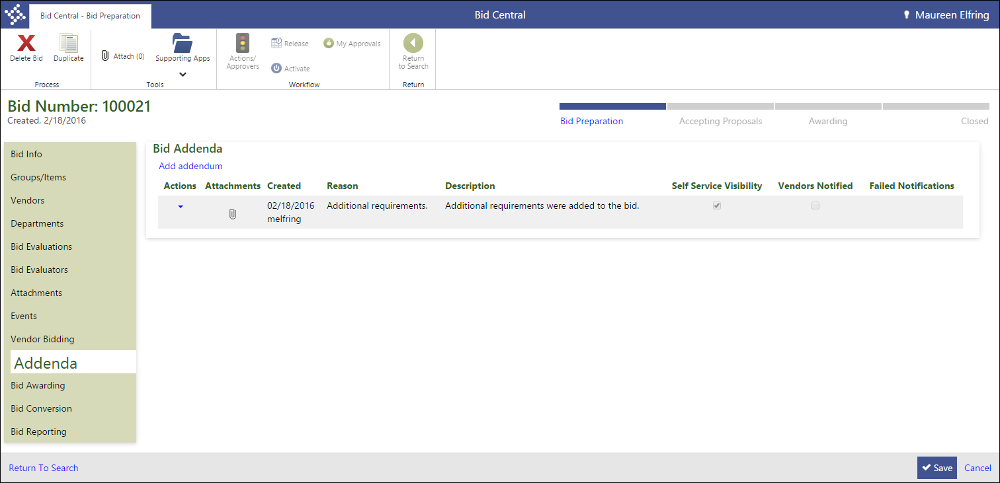 Bid Central - Bid Preparation
Bid Central
Maureen Elfring
Delete Bid
Duplicate
Process
Attach (0)
Supporting Apps
Tools
Actions/
Approvers
Release
My Approvals
Activate
Workflow
Return
to Search
Return
Bid Number: 100021
Created, 2/18/2016
Bid Preparation
Accepting Proposals
Awarding
Closed
Bid Info
Groups/Items
Vendors
Departments
Bid Evaluations
Bid Evaluators
Attachments
Events
Vendor Bidding
Addenda
Bid Awarding
Bid Conversion
Bid Reporting
Bid Addenda
Add addendum
Actions Attachments Created Reason Description Self Service Visibility Vendors Notified Failed Notifications
02/18/2016 Additional requirements. Additional requirements were added to the bid.
melfring
Return To Search
Save
Cancel